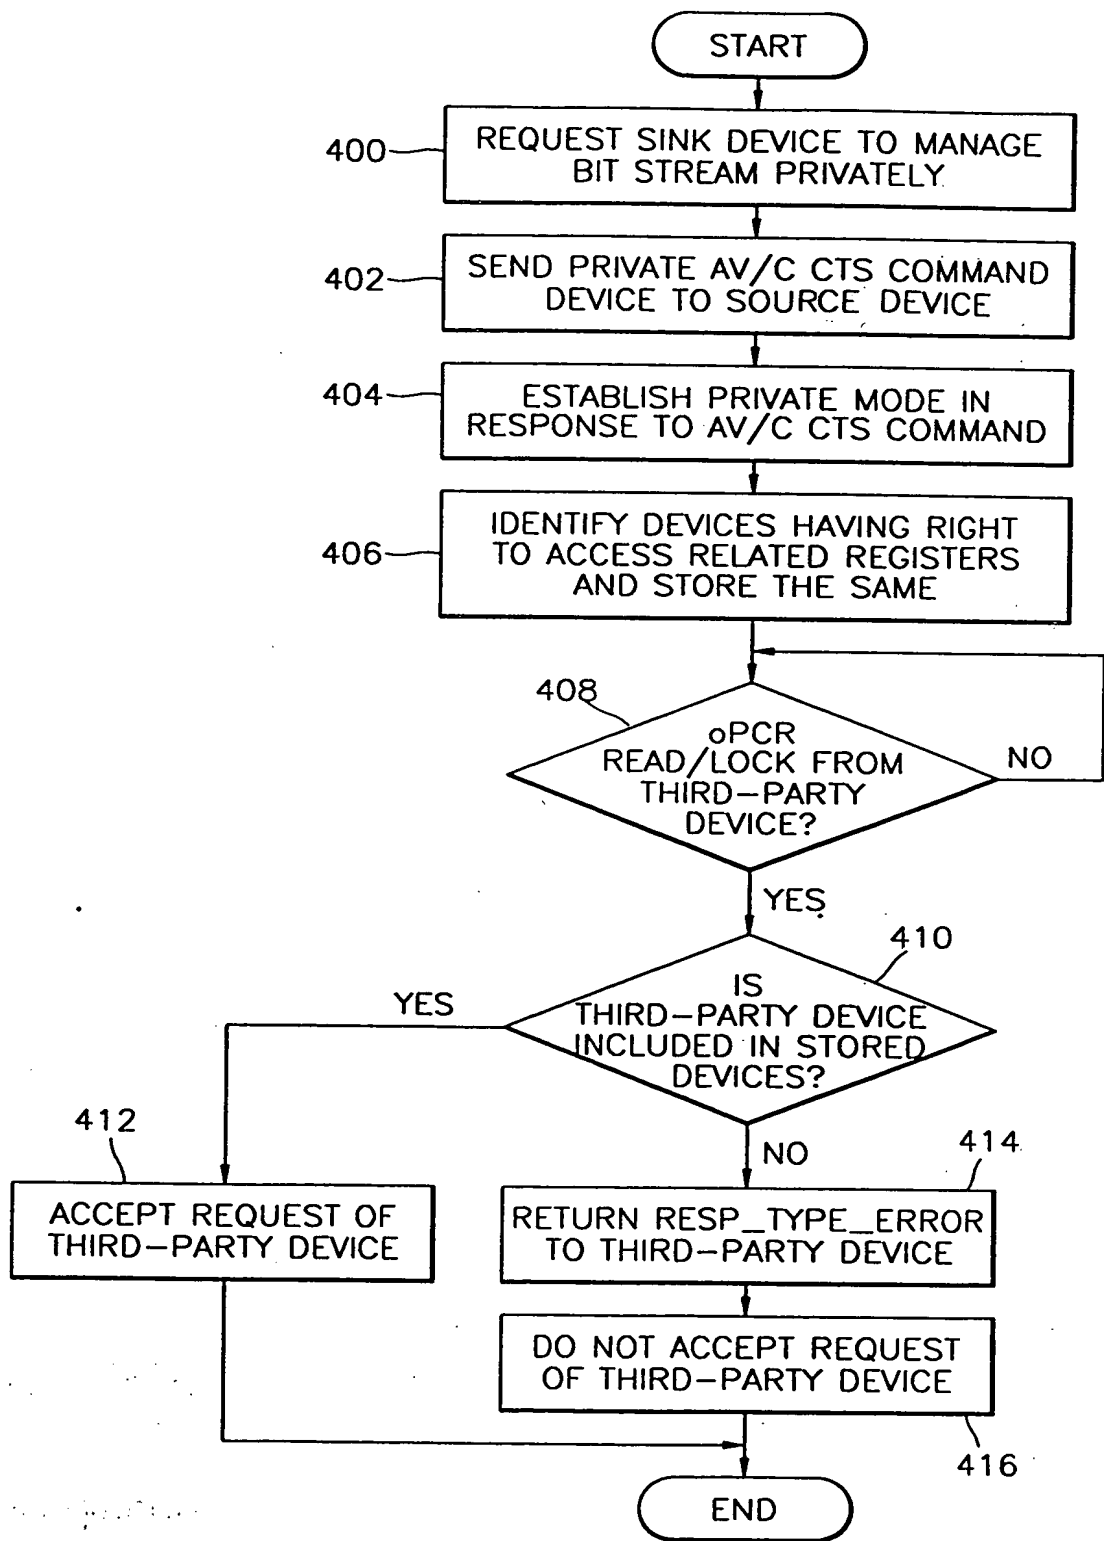 START
400
REQUEST SINK DEVICE TO MANAGE
BIT STREAM PRIVATELY
402
SEND PRIVATE AV/C CTS COMMAND
DEVICE TO SOURCE DEVICE
404
ESTABLISH PRIVATE MODE IN
RESPONSE TO AV/C CTS COMMAND
406
IDENTIFY DEVICES HAVING RIGHT
TO ACCESS RELATED REGISTERS
AND STORE THE SAME
408
oPCR
READ/LOCK FROM
THIRD-PARTY
DEVICE?
NO
YES
410
IS
THIRD-PARTY DEVICE
INCLUDED IN STORED
DEVICES?
YES
412
ACCEPT REQUEST OF
THIRD-PARTY DEVICE
NO
414
RETURN RESP_TYPE_ERROR
TO THIRD-PARTY DEVICE
DO NOT ACCEPT REQUEST
OF THIRD-PARTY DEVICE
416
END